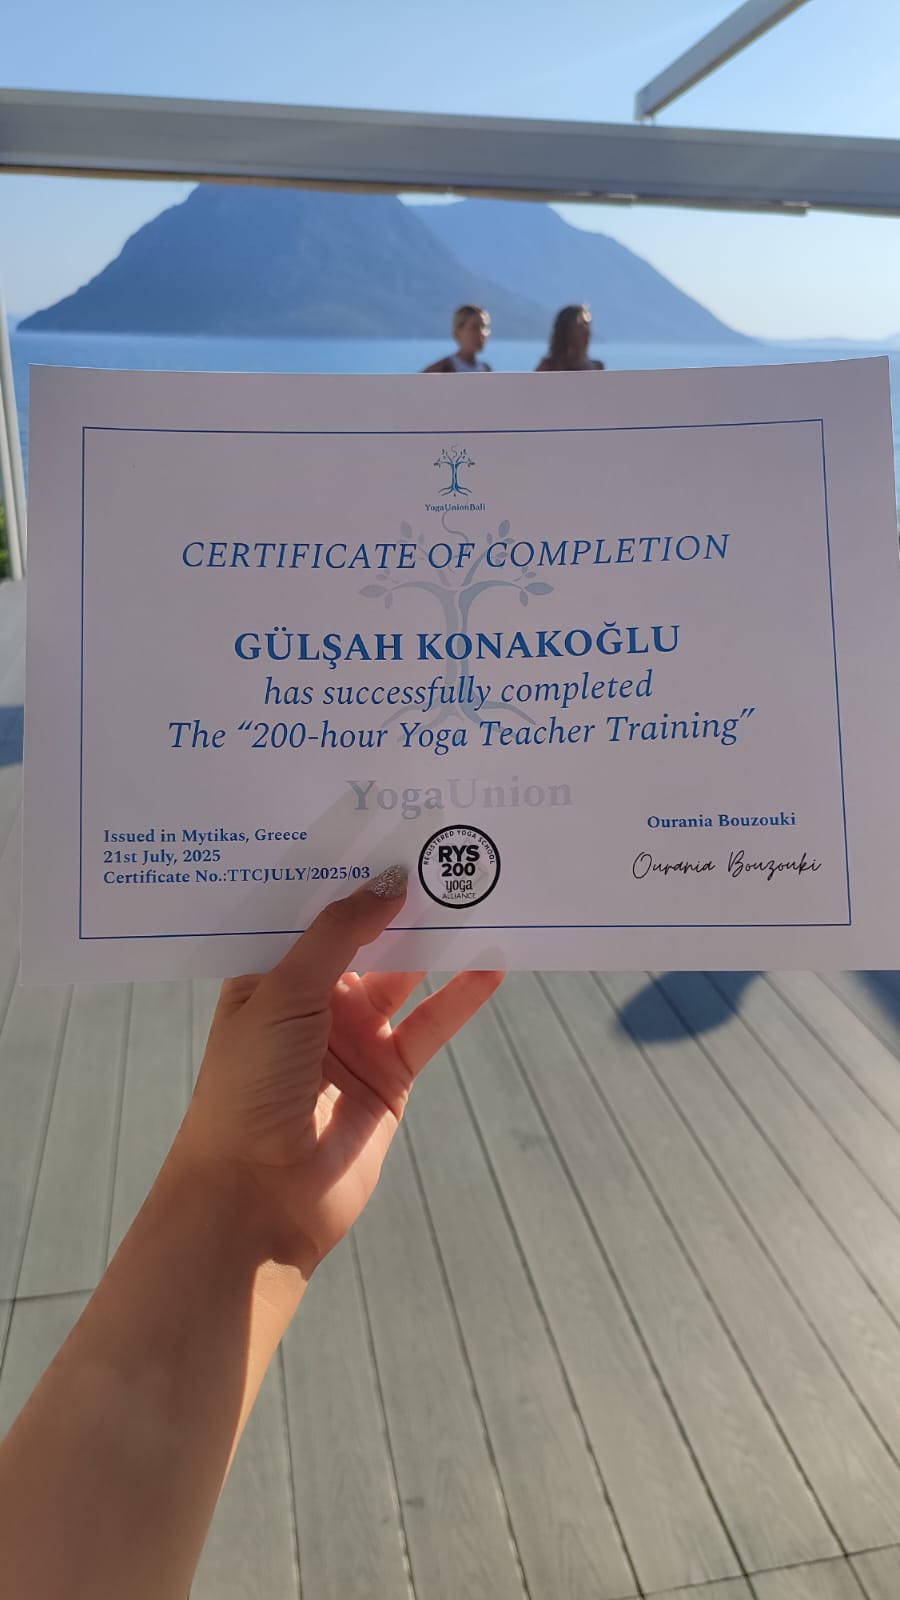 YogaUnionBali
CERTIFICATE OF COMPLETION
GÜLŞAH KONAKOĞLU
has successfully completed
The “200-hour Yoga Teacher Training”
YogaUnion
Issued in Mytikas, Greece
21st July, 2025
Certificate No.:TTCJULY/2025/03
REGISTERED YOGA SCHOOL
RYS
200
yoga
ALLIANCE
Ourania Bouzouki
Ourania Bouzouki